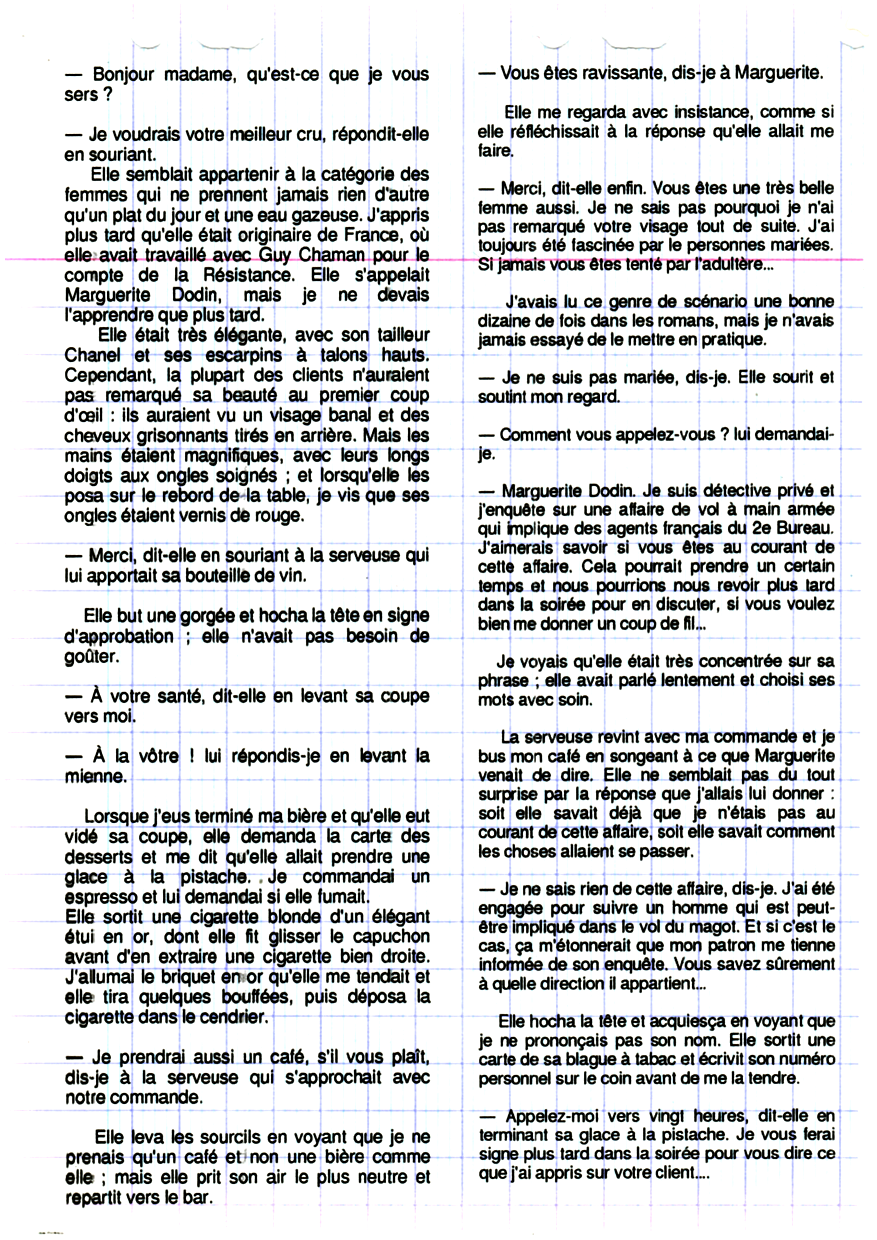 — Bonjour madame, qu'est-ce que je vous
sers ?
— Je voudrais votre meilleur cru, répondit-elle
en souriant.
Elle semblait appartenir à la catégorie des
femmes qui ne prennent jamais rien d'autre
qu'un plat du jour et une eau gazeuse. J'appris
plus tard qu'elle était originaire de France, où
elle avait travaillé avec Guy Chaman pour le
compte de la Résistance. Elle s'appelait
Marguerite Dodin, mais je ne devais
l'apprendre que plus tard.
Elle était très élégante, avec son tailleur
Chanel et ses escarpins à talons hauts.
Cependant, la plupart des clients n'auraient
pas remarqué sa beauté au premier coup
d'œil : ils auraient vu un visage banal et des
cheveux grisonnants tirés en arrière. Mais les
mains étaient magnifiques, avec leurs longs
doigts aux ongles soignés ; et lorsqu'elle les
posa sur le rebord de la table, je vis que ses
ongles étaient vernis de rouge.
— Merci, dit-elle en souriant à la serveuse qui
lui apportait sa bouteille de vin.
Elle but une gorgée et hocha la tête en signe
d'approbation ; elle n'avait pas besoin de
goûter.
— À votre santé, dit-elle en levant sa coupe
vers moi.
— À la vôtre ! lui répondis-je en levant la
mienne.
Lorsque j'eus terminé ma bière et qu'elle eut
vidé sa coupe, elle demanda la carte des
desserts et me dit qu'elle allait prendre une
glace à la pistache. Je commandai un
espresso et lui demandai si elle fumait.
Elle sortit une cigarette blonde d'un élégant
étui en or, dont elle fit glisser le capuchon
avant d'en extraire une cigarette bien droite.
J'allumai le briquet en or qu'elle me tendait et
elle tira quelques bouffées, puis déposa la
cigarette dans le cendrier.
— Je prendrai aussi un café, s'il vous plaît,
dis-je à la serveuse qui s'approchait avec
notre commande.
Elle leva les sourcils en voyant que je ne
prenais qu'un café et non une bière comme
elle ; mais elle prit son air le plus neutre et
repartit vers le bar.
— Vous êtes ravissante, dis-je à Marguerite.
Elle me regarda avec insistance, comme si
elle réfléchissait à la réponse qu'elle allait me
faire.
— Merci, dit-elle enfin. Vous êtes une très belle
femme aussi. Je ne sais pas pourquoi je n'ai
pas remarqué votre visage tout de suite. J'ai
toujours été fascinée par le personnes mariées.
Si jamais vous êtes tenté par l'adultère...
J'avais lu ce genre de scénario une bonne
dizaine de fois dans les romans, mais je n'avais
jamais essayé de le mettre en pratique.
— Je ne suis pas mariée, dis-je. Elle sourit et
soutint mon regard.
— Comment vous appelez-vous ? lui demandai-
je.
— Marguerite Dodin. Je suis détective privé et
j'enquête sur une affaire de vol à main armée
qui implique des agents français du 2e Bureau.
J'aimerais savoir si vous êtes au courant de
cette affaire. Cela pourrait prendre un certain
temps et nous pourrions nous revoir plus tard
dans la soirée pour en discuter, si vous voulez
bien me donner un coup de fil...
Je voyais qu'elle était très concentrée sur sa
phrase ; elle avait parlé lentement et choisi ses
mots avec soin.
La serveuse revint avec ma commande et je
bus mon café en songeant à ce que Marguerite
venait de dire. Elle ne semblait pas du tout
surprise par la réponse que j'allais lui donner :
soit elle savait déjà que je n'étais pas au
courant de cette affaire, soit elle savait comment
les choses allaient se passer.
— Je ne sais rien de cette affaire, dis-je. J'ai été
engagée pour suivre un homme qui est peut-
être impliqué dans le vol du magot. Et si c'est le
cas, ça m'étonnerait que mon patron me tienne
informée de son enquête. Vous savez sûrement
à quelle direction il appartient...
Elle hocha la tête et acquiesça en voyant que
je ne prononçais pas son nom. Elle sortit une
carte de sa blague à tabac et écrivit son numéro
personnel sur le coin avant de me la tendre.
— Appelez-moi vers vingt heures, dit-elle en
terminant sa glace à la pistache. Je vous ferai
signe plus tard dans la soirée pour vous dire ce
que j'ai appris sur votre client....